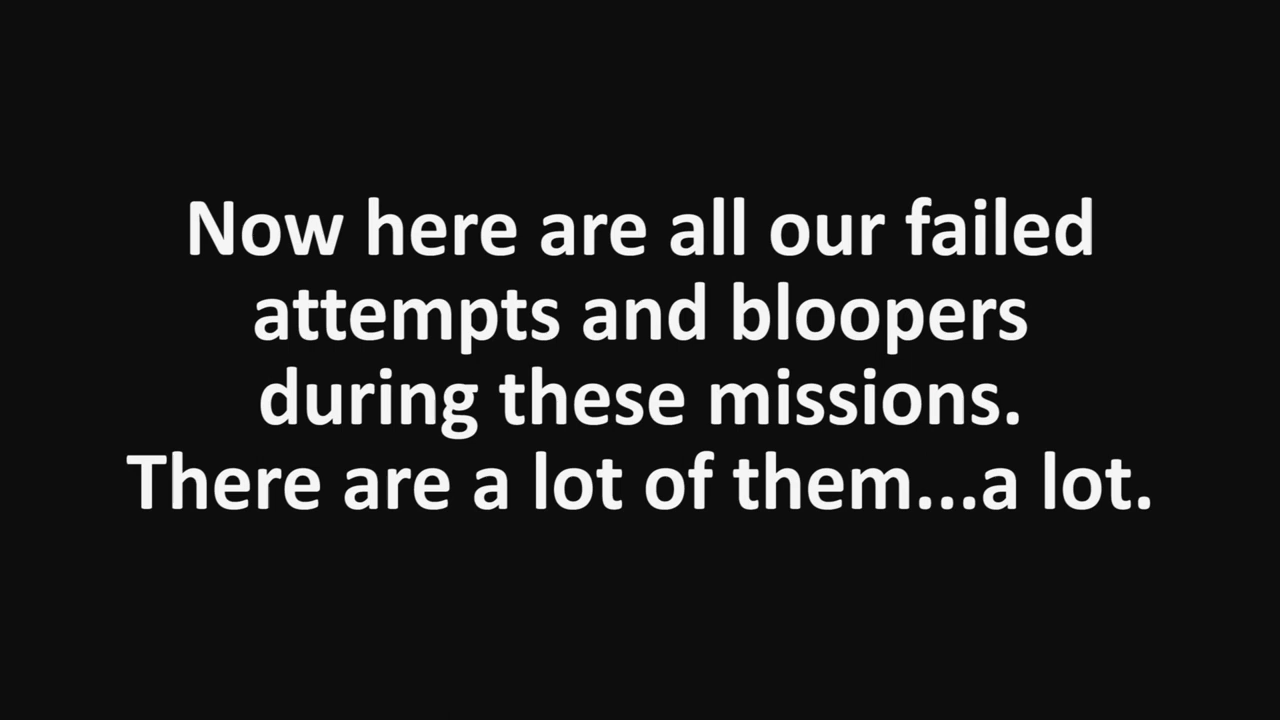 Now here are all our failed
attempts and bloopers
during these missions.
There are a lot of them...a lot.